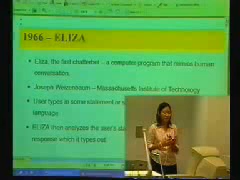 1966 – ELIZA
Eliza, the first chatterbot – a computer program that mimics human
conversation.
Joseph Weizenbaum – Massachusetts Institute of Technology
User types in some statement or
language.
ELIZA then analyzes the user's
response which it types out.